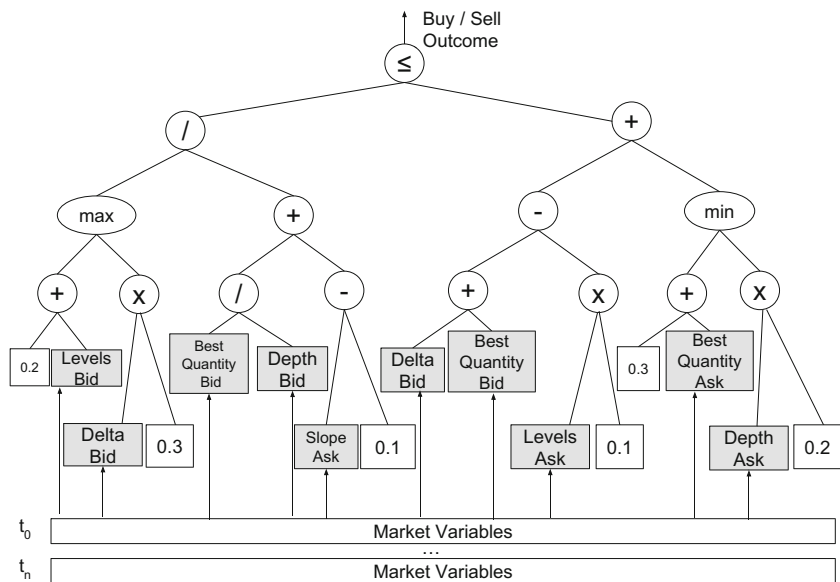 Buy / Sell
Outcome
≤
/
+
max
+
-
min
+
x
/
-
+
x
+
x
0.2
Levels
Bid
Best
Quantity
Bid
Depth
Bid
Delta
Bid
Best
Quantity
Bid
0.3
Best
Quantity
Ask
Delta
Bid
0.3
Slope
Ask
0.1
Levels
Ask
0.1
Depth
Ask
0.2
t0
Market Variables
...
tn
Market Variables